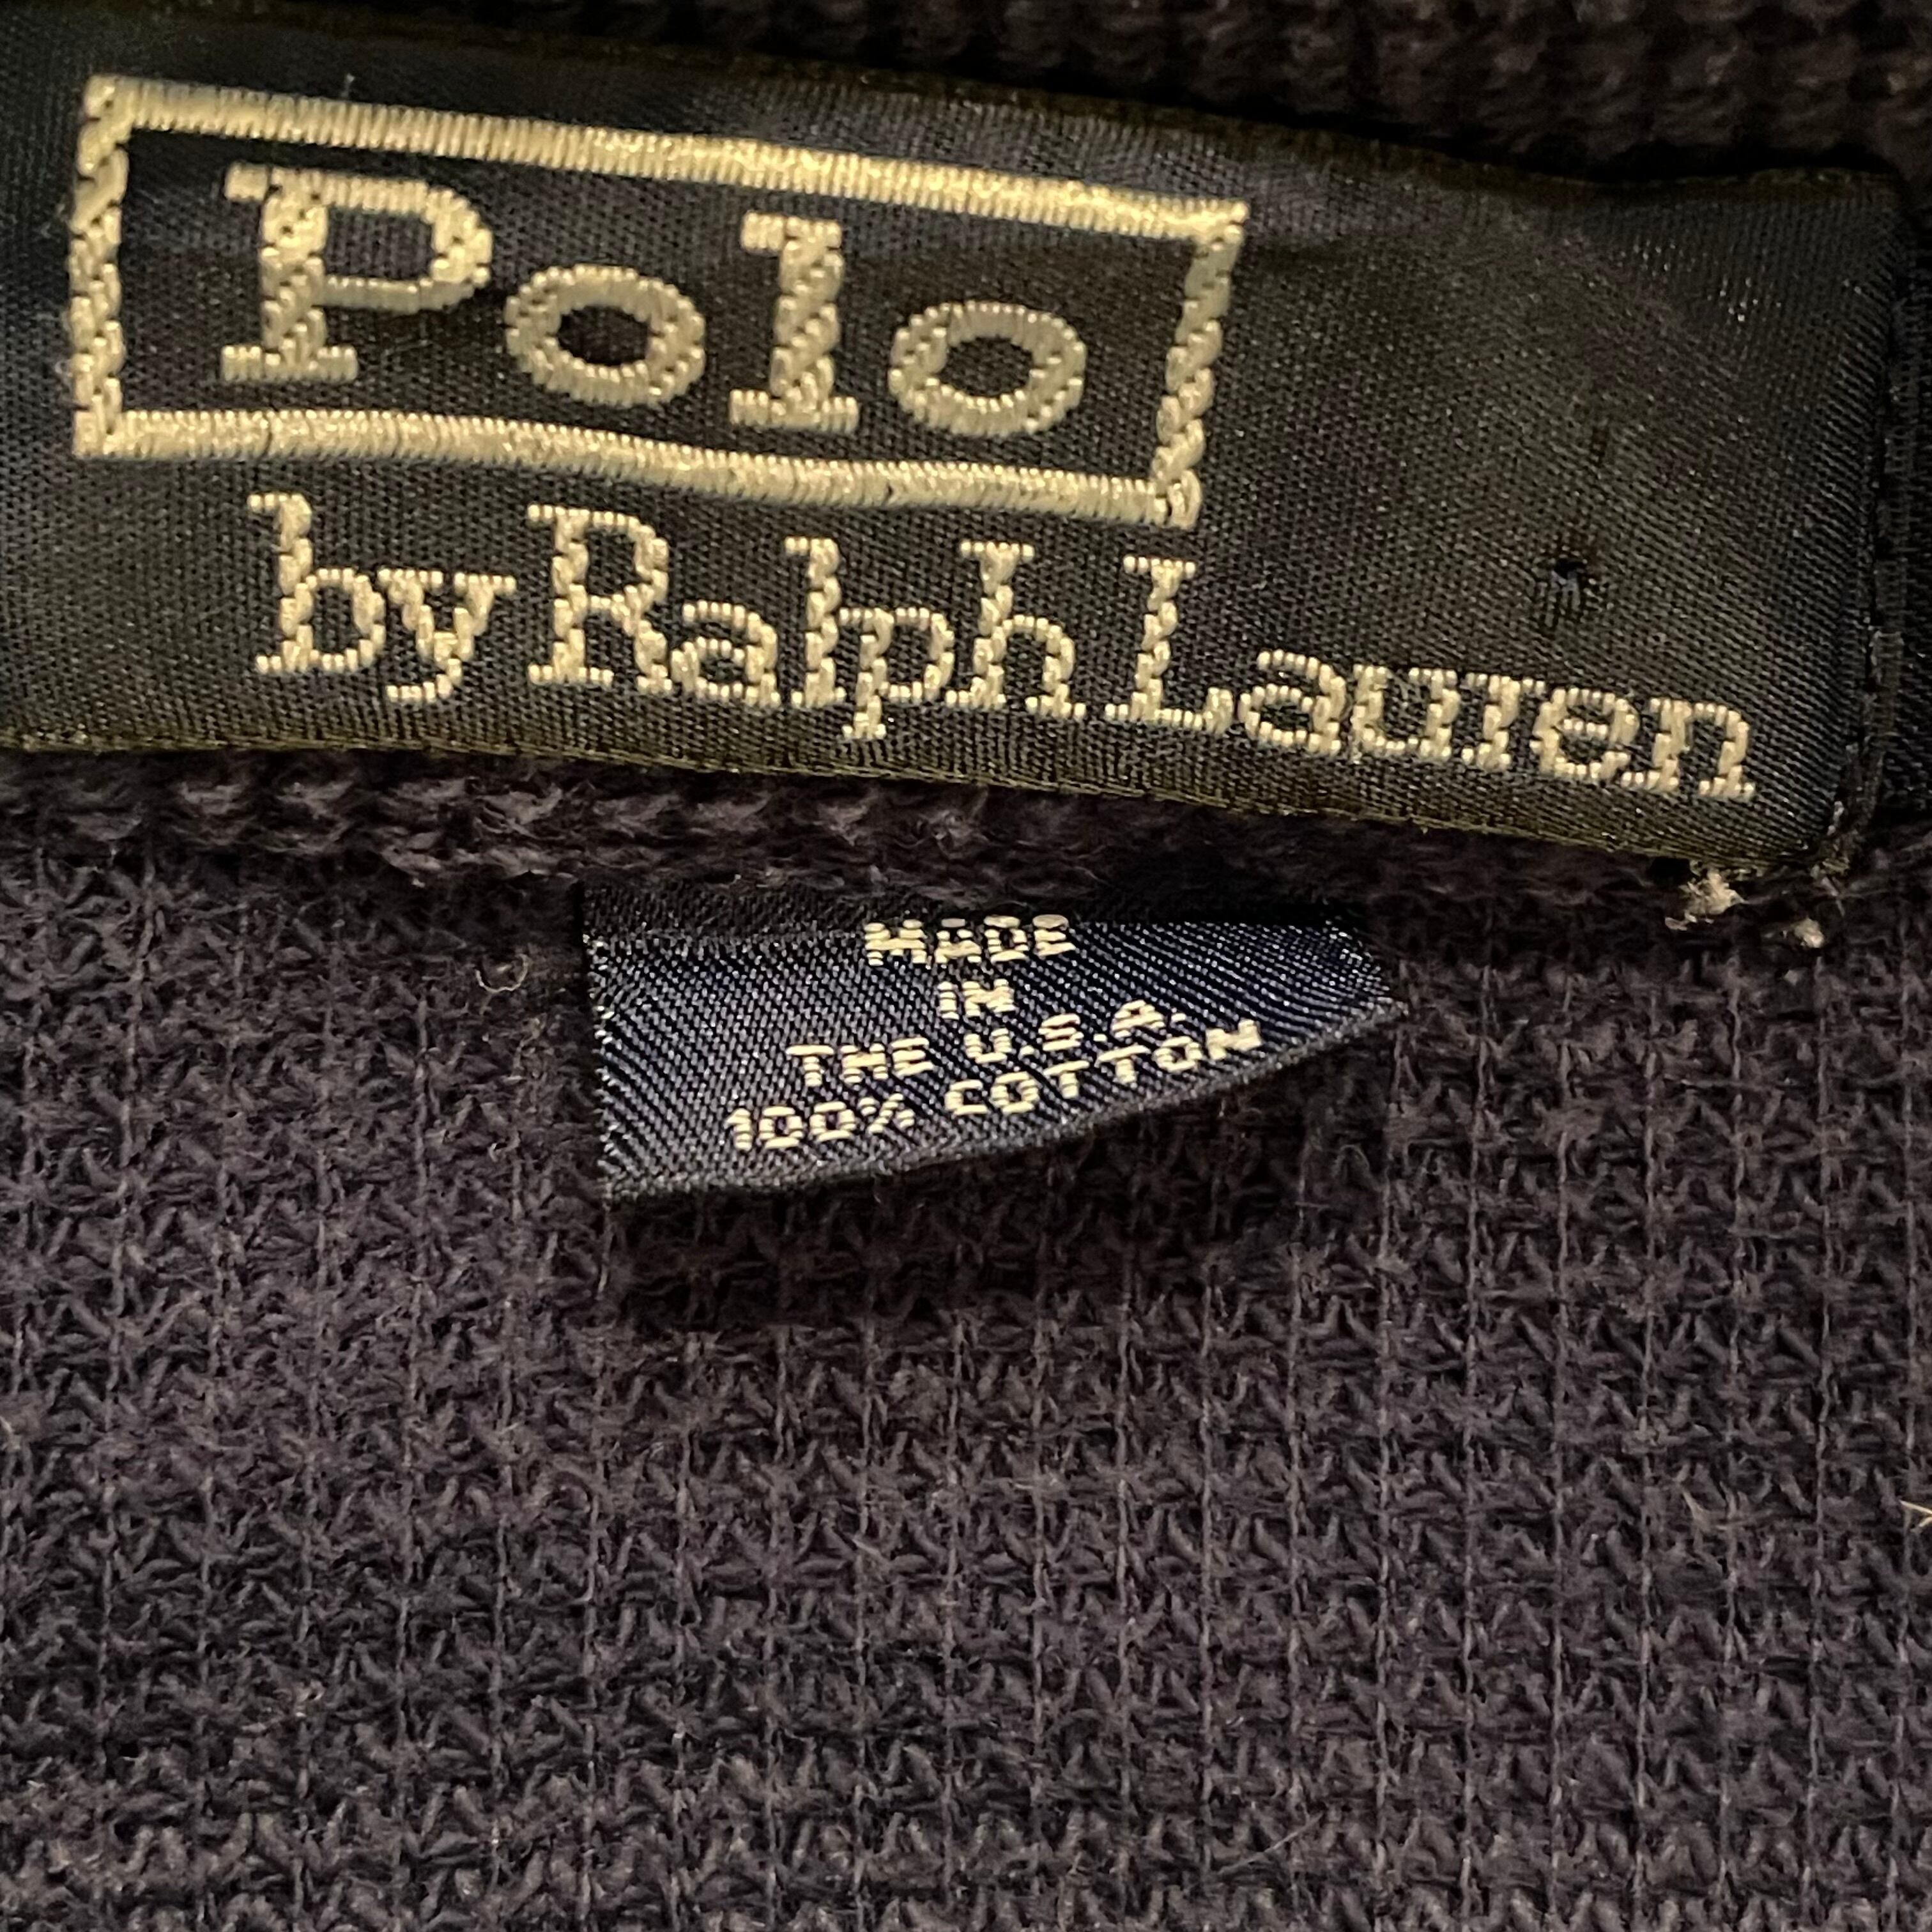 Polo
by Ralph Lauren
MADE
IN
THE U.S.A.
100% COTTON